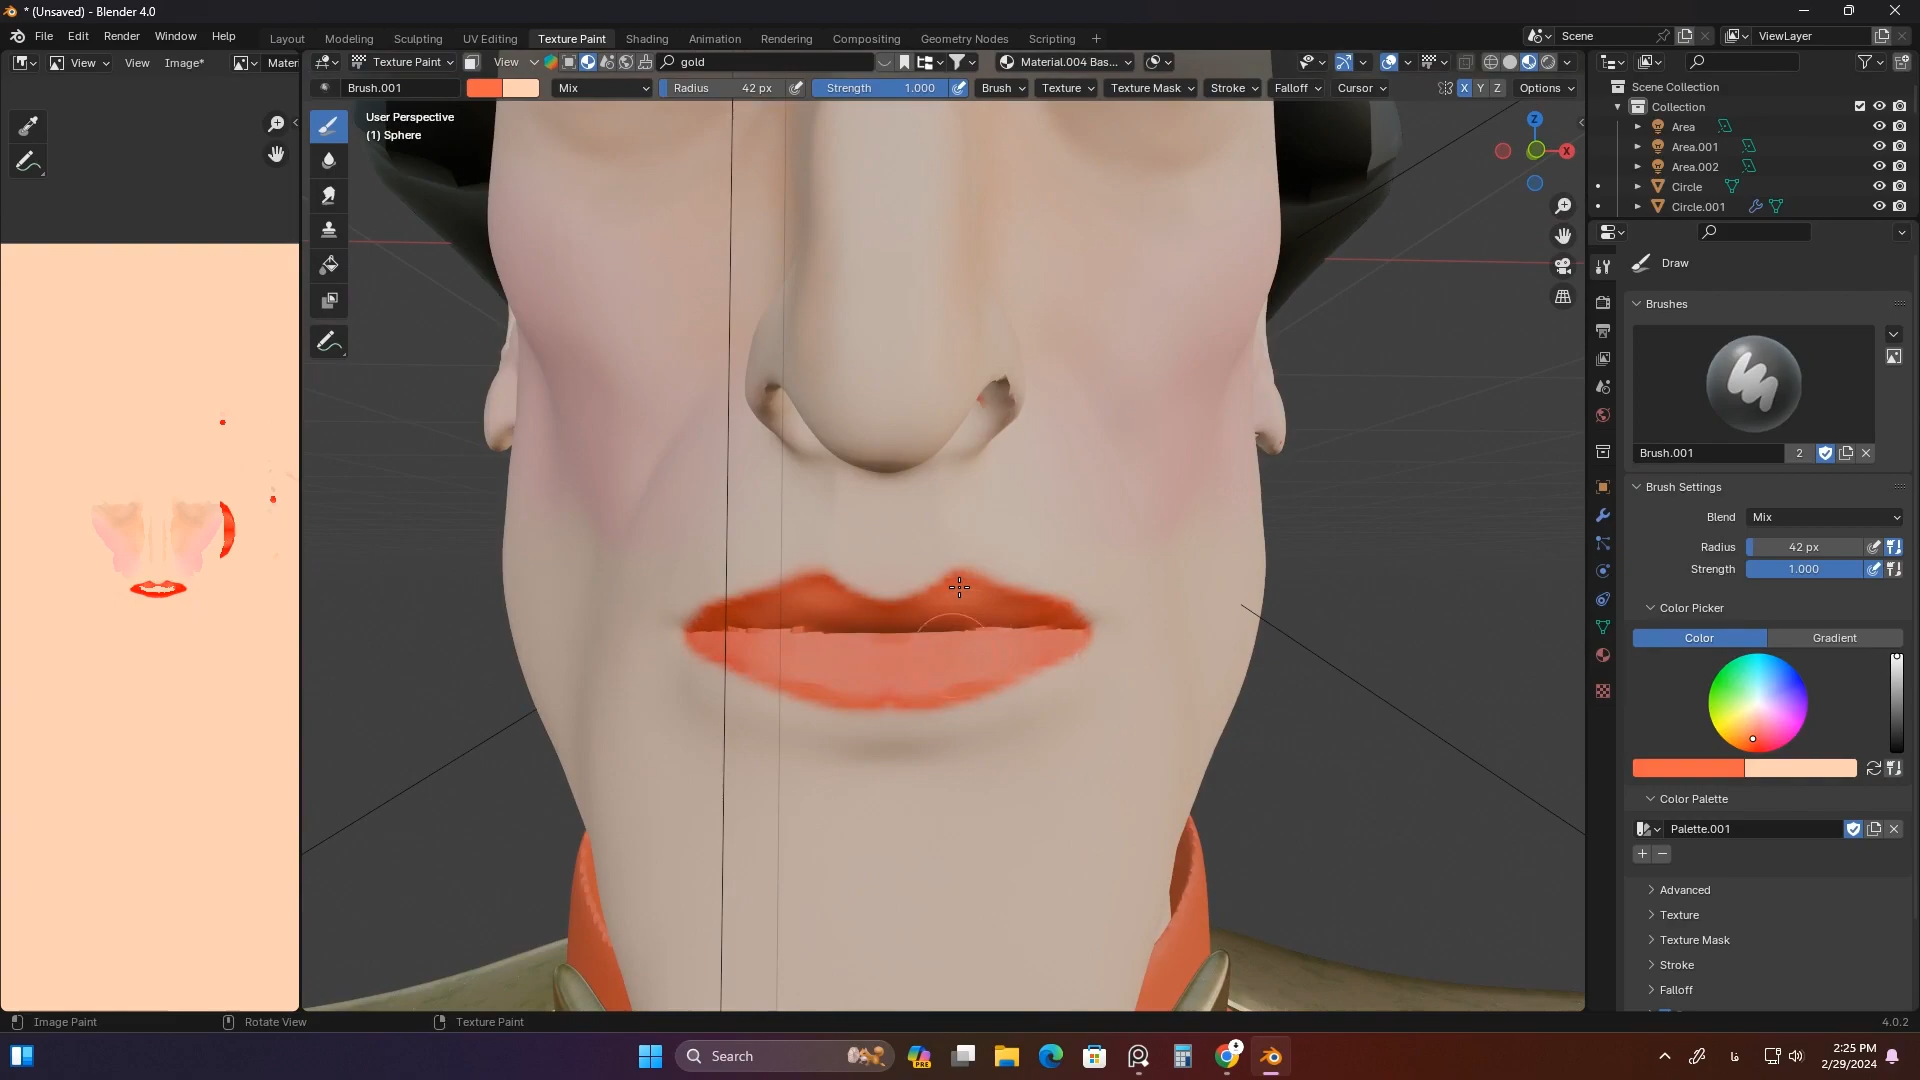 * (Unsaved) - Blender 4.0
File Edit Render Window Help
Layout Modeling Sculpting UV Editing Texture Paint Shading Animation Rendering Compositing Geometry Nodes Scripting +
Scene
ViewLayer
View View Image* Mater
Texture Paint View gold Material.004 Bas...
Brush.001 Mix Radius 42 px Strength 1.000 Brush Texture Texture Mask Stroke Falloff Cursor X Y Z Options
User Perspective
(1) Sphere
Z
X
Scene Collection
Collection
Area
Area.001
Area.002
Circle
Circle.001
Draw
Brushes
Brush.001 2
Brush Settings
Blend Mix
Radius 42 px
Strength 1.000
Color Picker
Color Gradient
Color Palette
Palette.001
Advanced
Texture
Texture Mask
Stroke
Falloff
Image Paint Rotate View Texture Paint 4.0.2
Search
PRE
فا
2:25 PM
2/29/2024